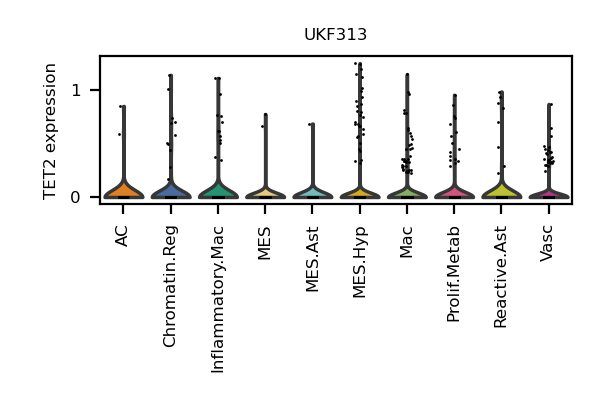 UKF313
TET2 expression
1
0
AC
Chromatin.Reg
Inflammatory.Mac
MES
MES.Ast
MES.Hyp
Mac
Prolif.Metab
Reactive.Ast
Vasc